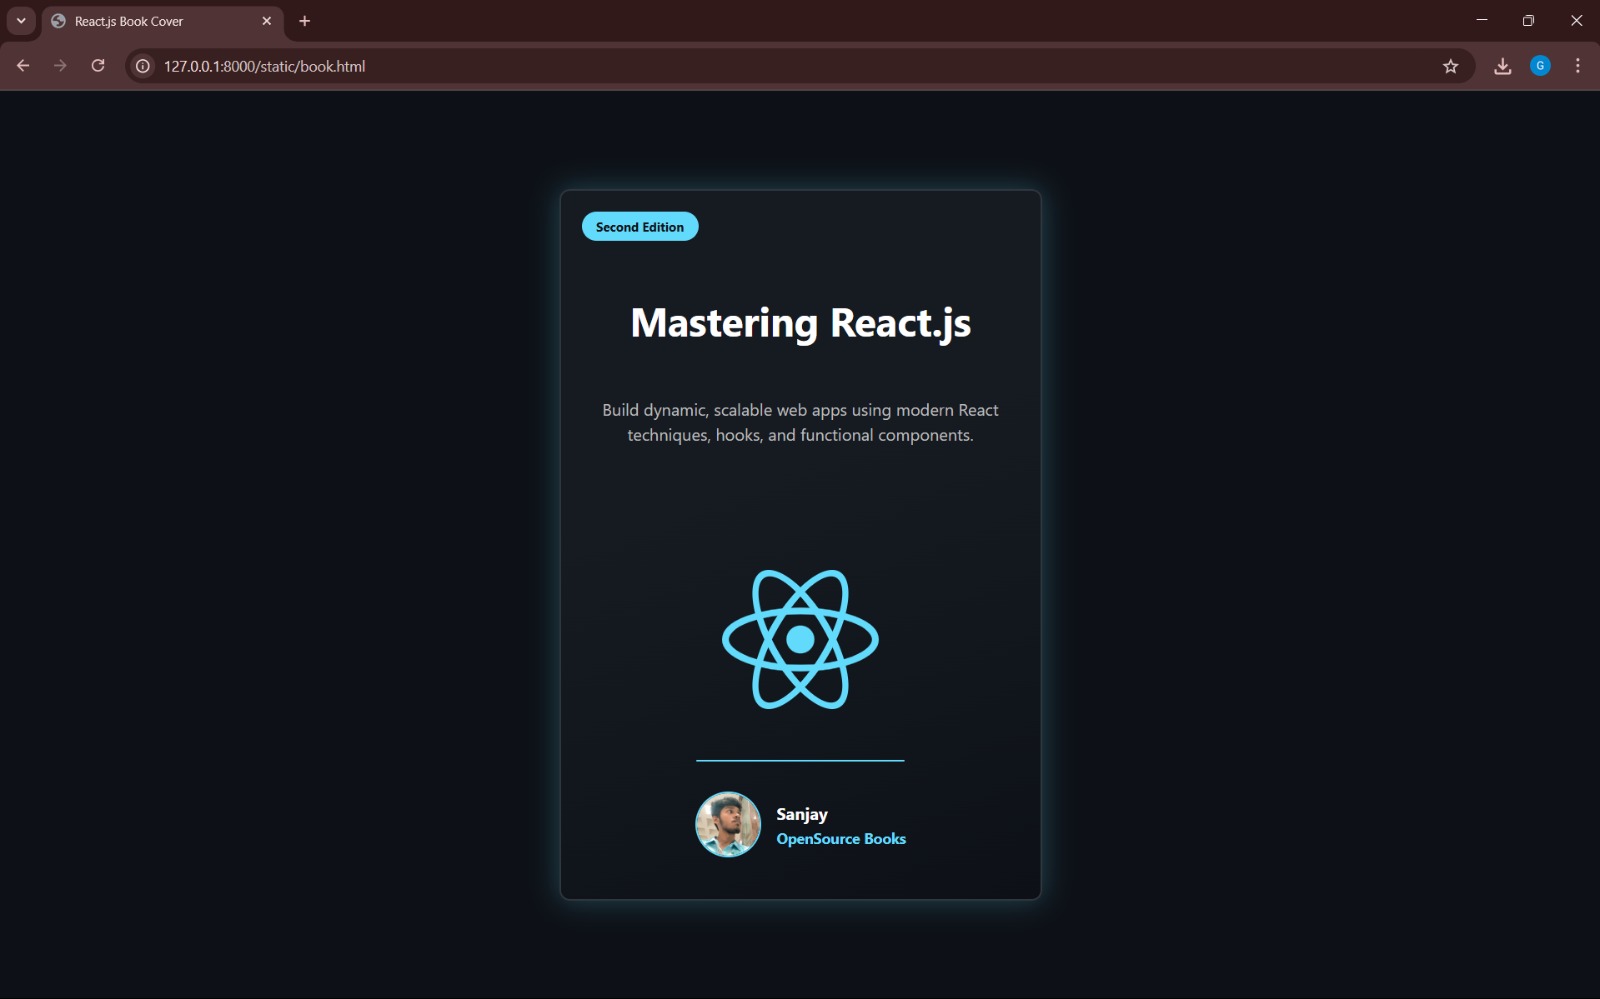 React.js Book Cover
127.0.0.1:8000/static/book.html
G
Second Edition
Mastering React.js
Build dynamic, scalable web apps using modern React
techniques, hooks, and functional components.
Sanjay
OpenSource Books